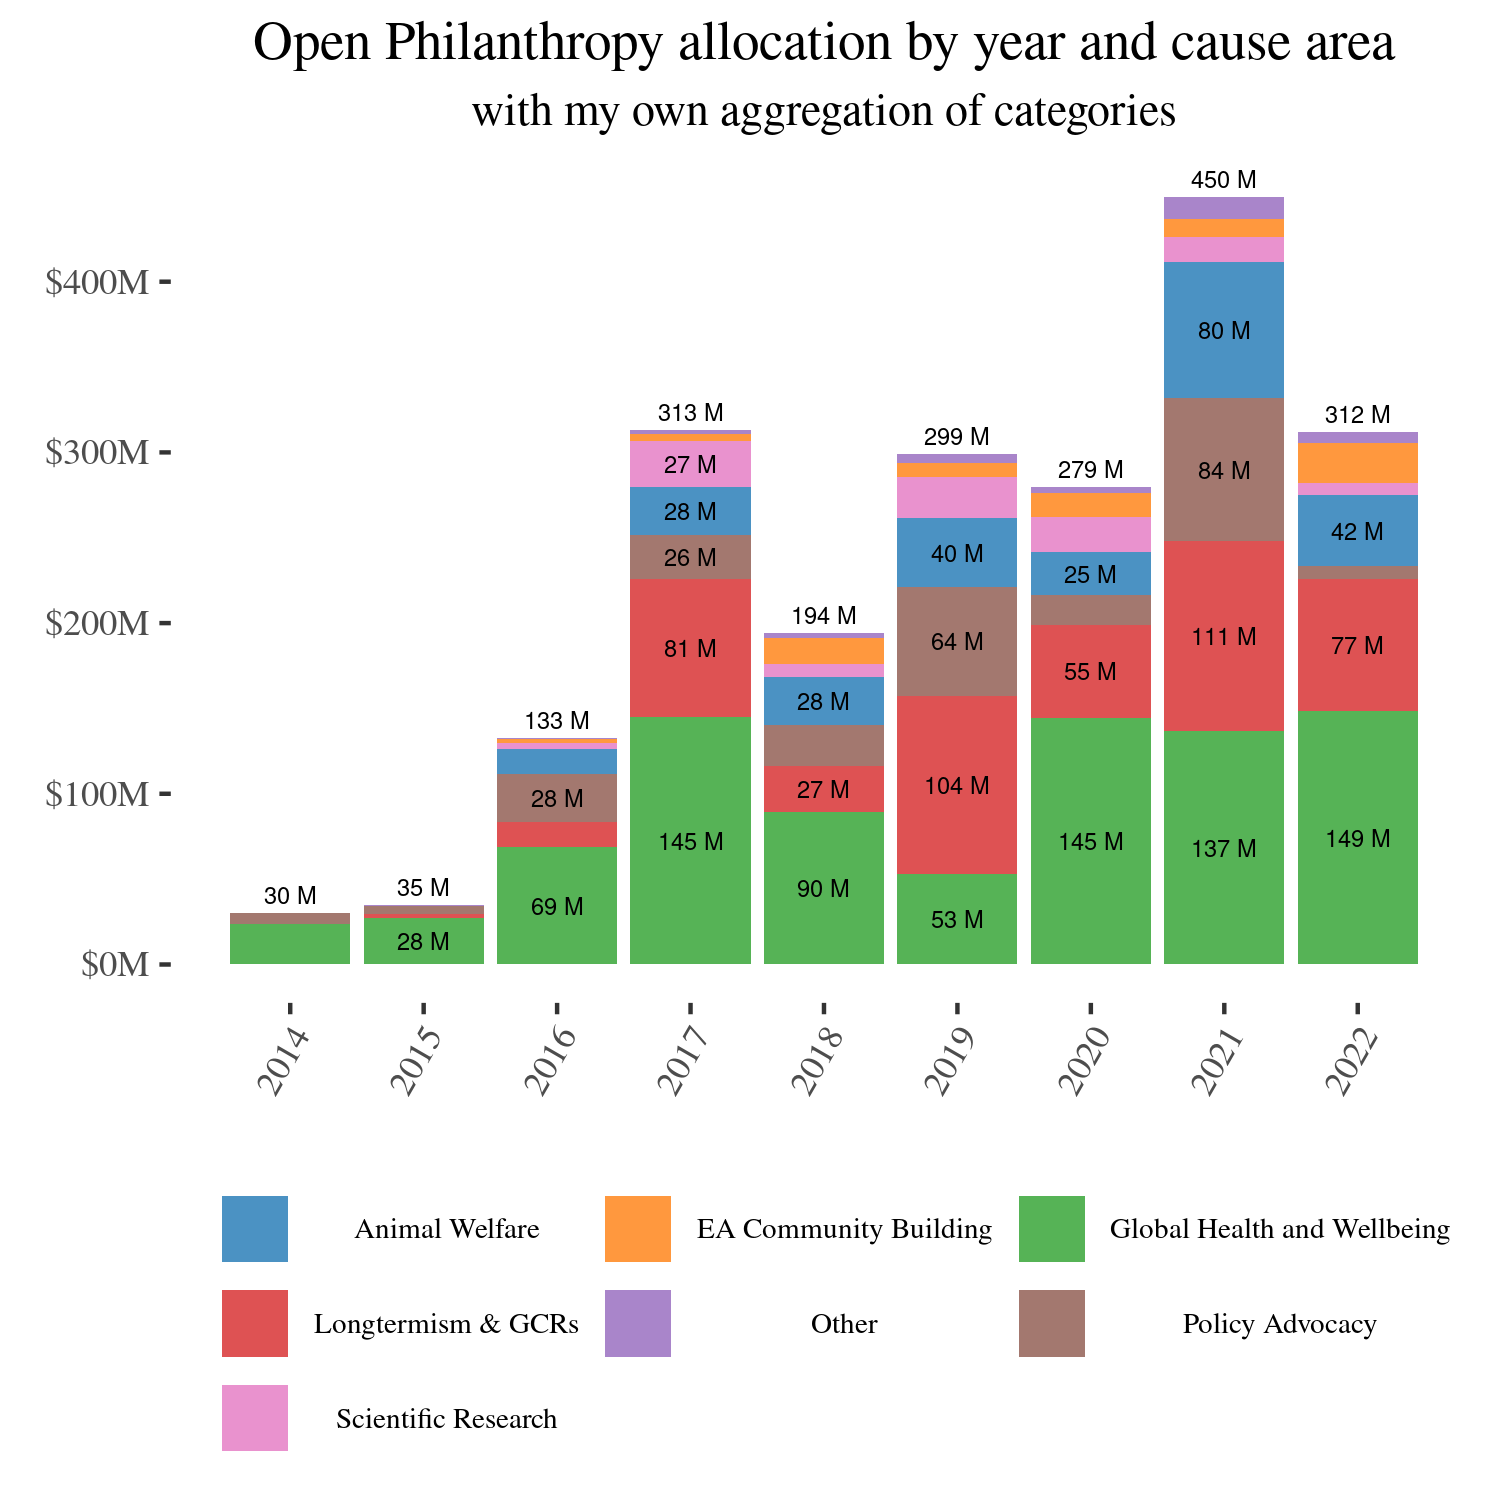 Open Philanthropy allocation by year and cause area
with my own aggregation of categories
$400M
$300M
$200M
$100M
$0M
30 M
35 M
28 M
133 M
28 M
69 M
313 M
27 M
28 M
26 M
81 M
145 M
194 M
28 M
27 M
90 M
299 M
40 M
64 M
104 M
53 M
279 M
25 M
55 M
145 M
450 M
80 M
84 M
111 M
137 M
312 M
42 M
77 M
149 M
2014
2015
2016
2017
2018
2019
2020
2021
2022
Animal Welfare
EA Community Building
Global Health and Wellbeing
Longtermism & GCRs
Other
Policy Advocacy
Scientific Research